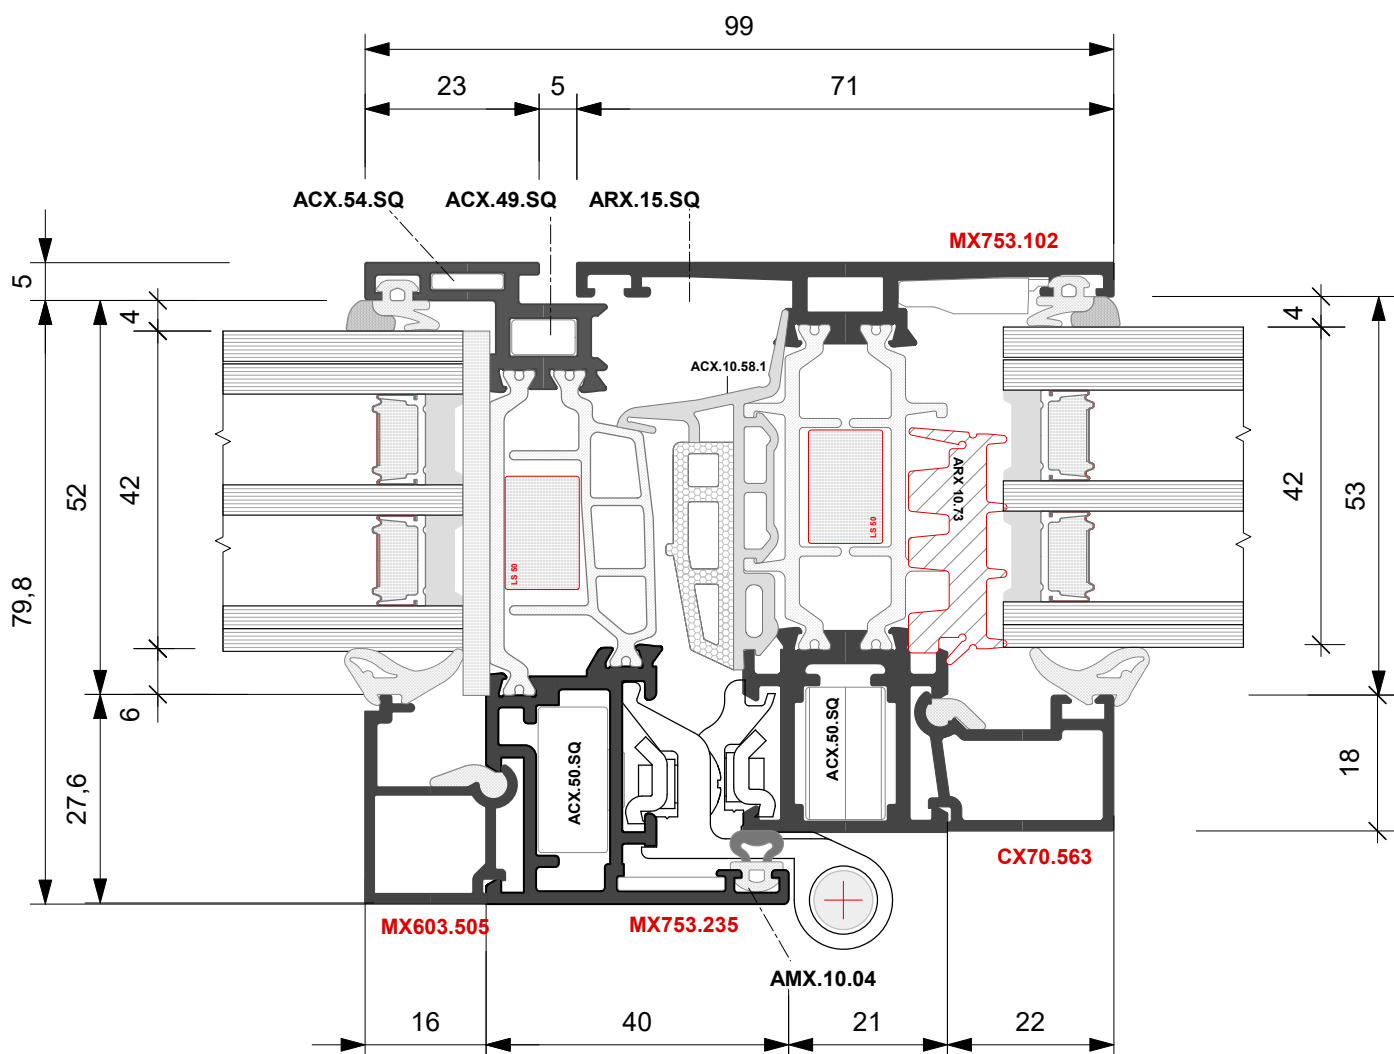 99
23 5 71
ACX.54.SQ ACX.49.SQ ARX.15.SQ
MX753.102
5
4
4
ACX.10.58.1
ARX 10.73
LS 50
LS 50
52
42
42
53
79,8
6
27,6
ACX.50.SQ
ACX.50.SQ
18
CX70.563
MX603.505 MX753.235
AMX.10.04
16 40 21 22